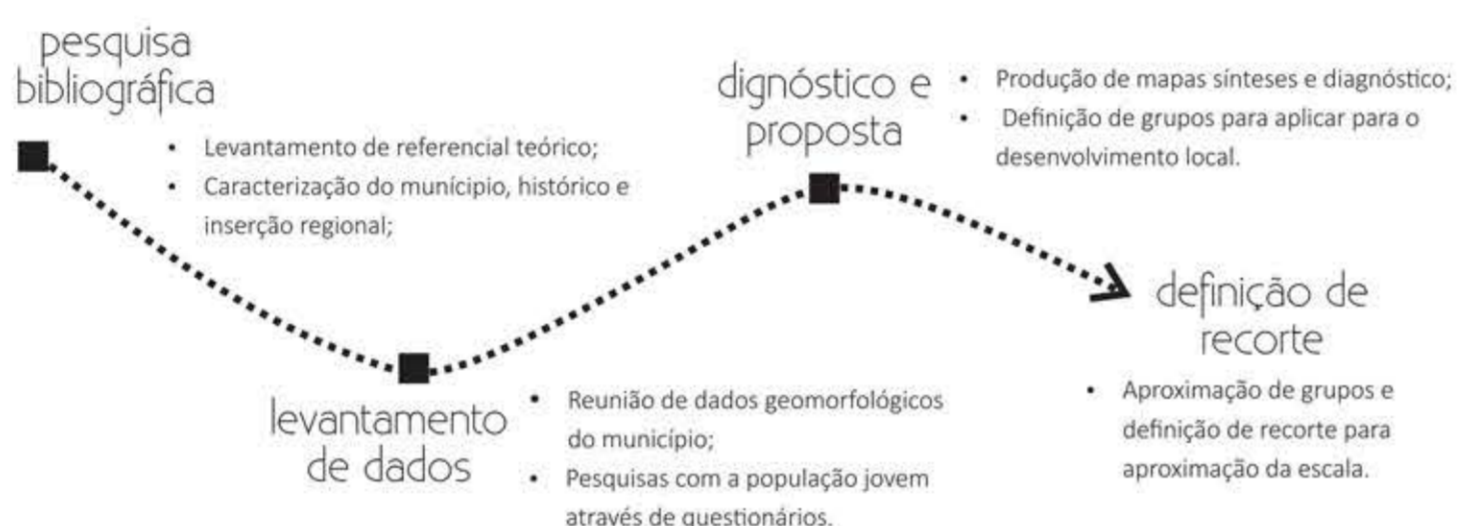 pesquisa
bibliográfica
• Levantamento de referencial teórico;
• Caracterização do munícipio, histórico e
inserção regional;
levantamento
de dados
• Reunião de dados geomorfológicos
do município;
• Pesquisas com a população jovem
através de questionários.
dignóstico e
proposta
• Produção de mapas sínteses e diagnóstico;
• Definição de grupos para aplicar para o
desenvolvimento local.
definição de
recorte
• Aproximação de grupos e
definição de recorte para
aproximação da escala.